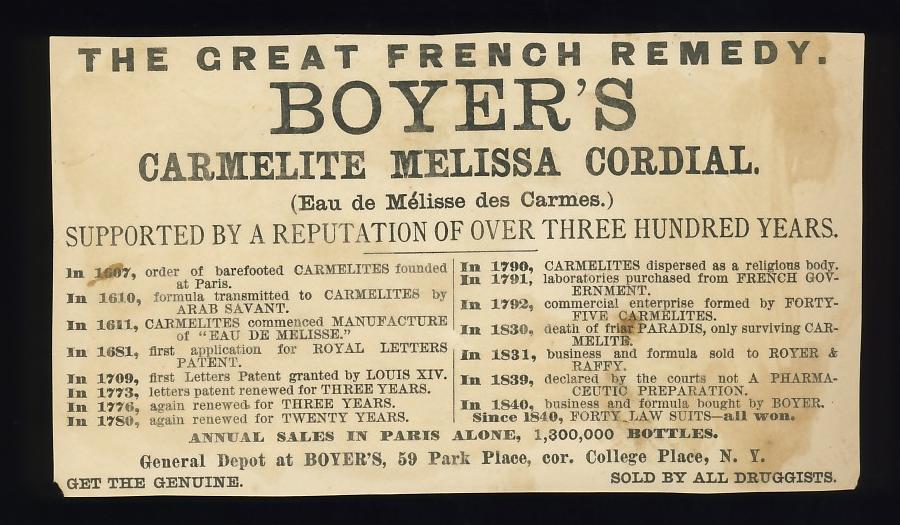 THE GREAT FRENCH REMEDY.
BOYER'S
CARMELITE MELISSA CORDIAL.
(Eau de Mélisse des Carmes.)
SUPPORTED BY A REPUTATION OF OVER THREE HUNDRED YEARS.
In 1607, order of barefooted CARMELITES founded
at Paris.
In 1610, formula transmitted to CARMELITES by
ARAB SAVANT.
In 1611, CARMELITES commenced MANUFACTURE
of "EAU DE MELISSE."
In 1681, first application for ROYAL LETTERS
PATENT.
In 1709, first Letters Patent granted by LOUIS XIV.
In 1773, letters patent renewed for THREE YEARS.
In 1776, again renewed for THREE YEARS.
In 1780, again renewed for TWENTY YEARS.
In 1790, CARMELITES dispersed as a religious body.
In 1791, laboratories purchased from FRENCH GOV-
ERNMENT.
In 1792, commercial enterprise formed by FORTY-
FIVE CARMELITES.
In 1830, death of friar PARADIS, only surviving CAR-
MELITE.
In 1831, business and formula sold to ROYER &
RAFFY.
In 1839, declared by the courts not A PHARMA-
CEUTIC PREPARATION.
In 1840, business and formula bought by BOYER.
Since 1840, FORTY LAW SUITS—all won.
ANNUAL SALES IN PARIS ALONE, 1,300,000 BOTTLES.
General Depot at BOYER'S, 59 Park Place, cor. College Place, N. Y.
GET THE GENUINE. SOLD BY ALL DRUGGISTS.